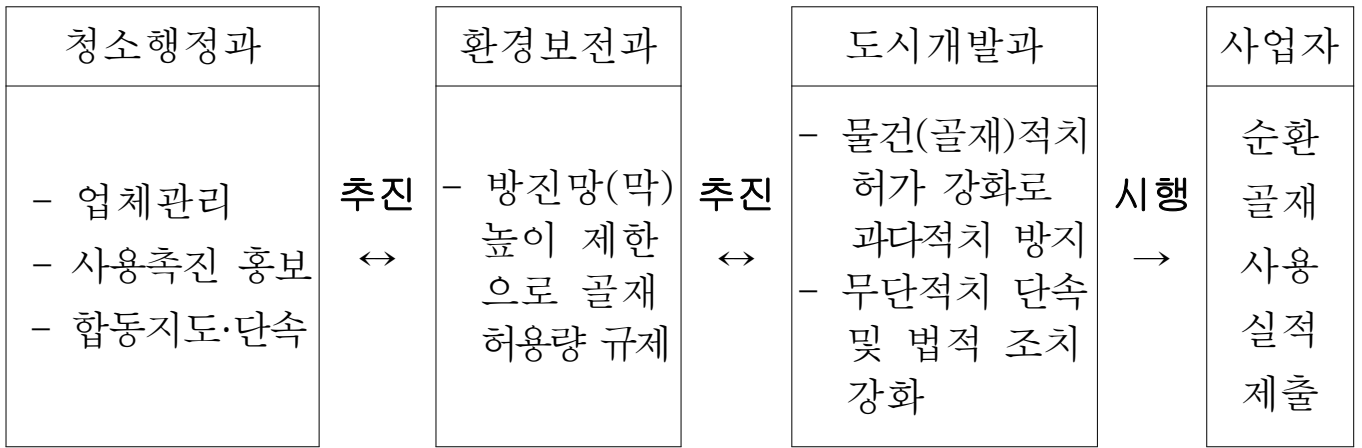 청소행정과
- 업체관리
- 사용촉진 홍보
- 합동지도·단속
추진
↔
환경보전과
- 방진망(막)
높이 제한
으로 골재
허용량 규제
추진
↔
도시개발과
- 물건(골재)적치
허가 강화로
과다적치 방지
- 무단적치 단속
및 법적 조치
강화
시행
→
사업자
순환
골재
사용
실적
제출